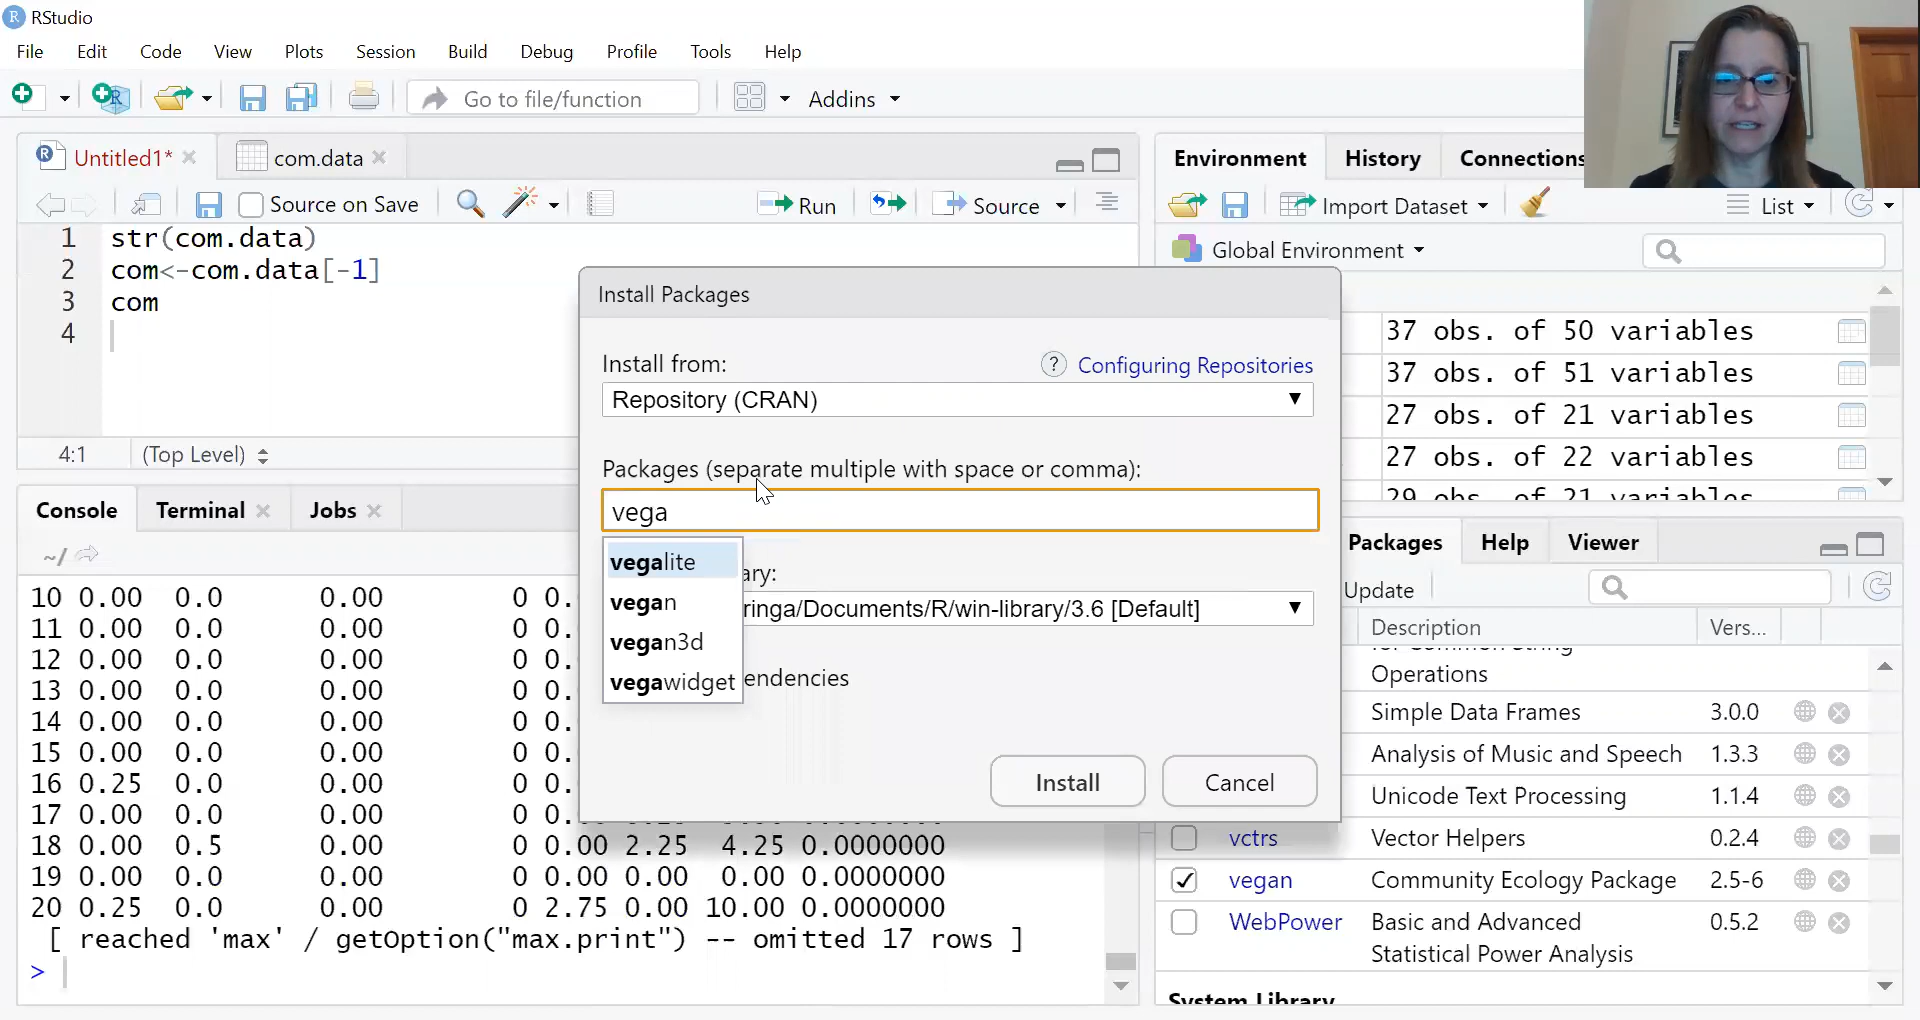 RStudio
File Edit Code View Plots Session Build Debug Profile Tools Help
Go to file/function Addins
Untitled1* com.data
Source on Save Run Source
1 str(com.data)
2 com<-com.data[-1]
3 com
4
4:1 (Top Level)
Console Terminal Jobs
~/
10 0.00 0.0 0.00 0 0.
11 0.00 0.0 0.00 0 0.
12 0.00 0.0 0.00 0 0.
13 0.00 0.0 0.00 0 0.
14 0.00 0.0 0.00 0 0.
15 0.00 0.0 0.00 0 0.
16 0.25 0.0 0.00 0 0.
17 0.00 0.0 0.00 0 0.
18 0.00 0.5 0.00 0 0.00 2.25 4.25 0.0000000
19 0.00 0.0 0.00 0 0.00 0.00 0.00 0.0000000
20 0.25 0.0 0.00 0 2.75 0.00 10.00 0.0000000
[ reached 'max' / getOption("max.print") -- omitted 17 rows ]
>
Install Packages
Install from: ? Configuring Repositories
Repository (CRAN)
Packages (separate multiple with space or comma):
vega
vegalite
vegan
vegan3d
vegawidget
ary:
ringa/Documents/R/win-library/3.6 [Default]
endencies
Install Cancel
Environment History Connections
Import Dataset List
Global Environment
37 obs. of 50 variables
37 obs. of 51 variables
27 obs. of 21 variables
27 obs. of 22 variables
29 obs. of 21 variables
Packages Help Viewer
Update
Description Vers...
for Common String
Operations
Simple Data Frames 3.0.0
Analysis of Music and Speech 1.3.3
Unicode Text Processing 1.1.4
vctrs Vector Helpers 0.2.4
vegan Community Ecology Package 2.5-6
WebPower Basic and Advanced 0.5.2
Statistical Power Analysis
System Library